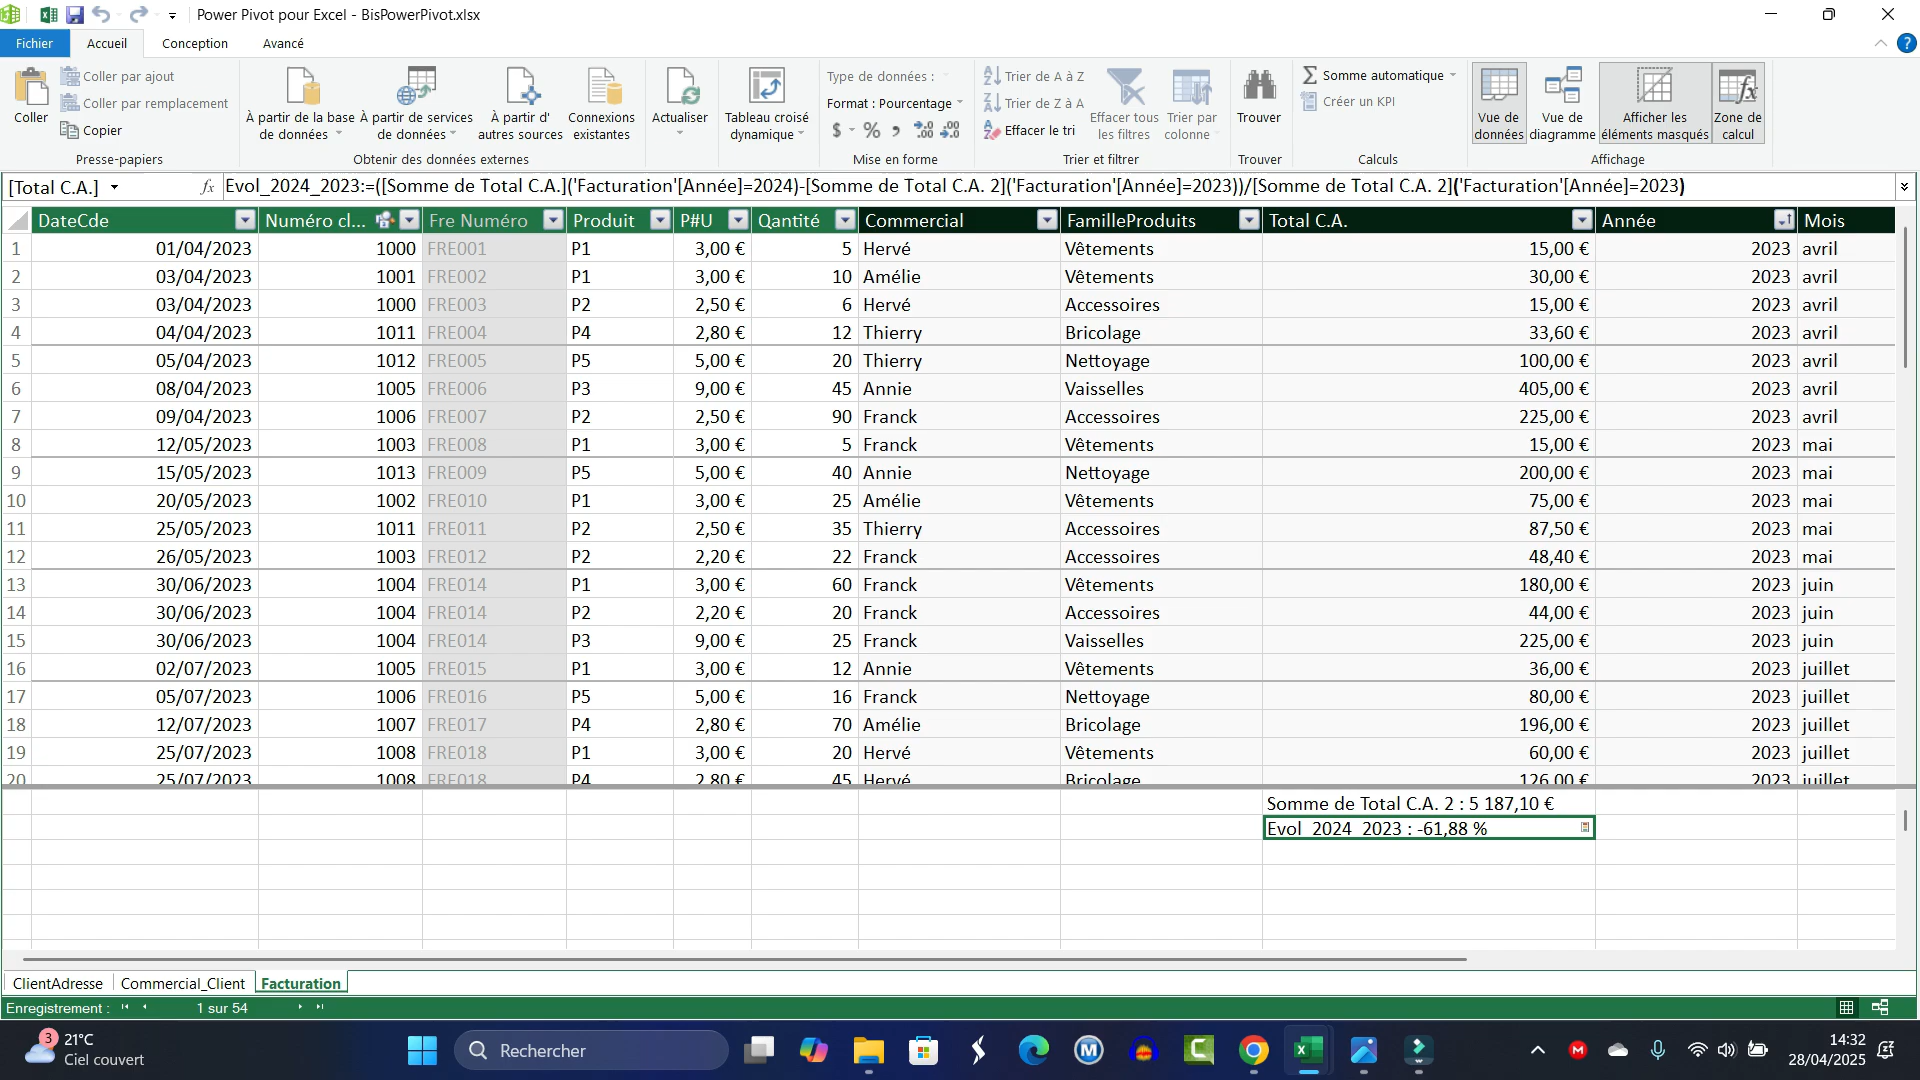 Power Pivot pour Excel - BisPowerPivot.xlsx
Fichier Accueil Conception Avancé
Coller
Coller par ajout
Coller par remplacement
Copier
Presse-papiers
À partir de la base de données
À partir de services de données
À partir d' autres sources
Connexions existantes
Obtenir des données externes
Actualiser
Tableau croisé dynamique
Type de données :
Format : Pourcentage
$ % ,
Mise en forme
Trier de A à Z
Trier de Z à A
Effacer le tri
Effacer tous les filtres
Trier par colonne
Trier et filtrer
Trouver
Trouver
Somme automatique
Créer un KPI
Calculs
Vue de données
Vue de diagramme
Afficher les éléments masqués
Zone de calcul
Affichage
[Total C.A.] fx Evol_2024_2023:=([Somme de Total C.A.]('Facturation'[Année]=2024)-[Somme de Total C.A. 2]('Facturation'[Année]=2023))/[Somme de Total C.A. 2]('Facturation'[Année]=2023)
DateCde Numéro cl... Fre Numéro Produit P#U Qantité Commercial FamilleProduits Total C.A. Année Mois
1 01/04/2023 1000 FRE001 P1 3,00 € 5 Hervé Vêtements 15,00 € 2023 avril
2 03/04/2023 1001 FRE002 P1 3,00 € 10 Amélie Vêtements 30,00 € 2023 avril
3 03/04/2023 1000 FRE003 P2 2,50 € 6 Hervé Accessoires 15,00 € 2023 avril
4 04/04/2023 1011 FRE004 P4 2,80 € 12 Thierry Bricolage 33,60 € 2023 avril
5 05/04/2023 1012 FRE005 P5 5,00 € 20 Thierry Nettoyage 100,00 € 2023 avril
6 08/04/2023 1005 FRE006 P3 9,00 € 45 Annie Vaisselles 405,00 € 2023 avril
7 09/04/2023 1006 FRE007 P2 2,50 € 90 Franck Accessoires 225,00 € 2023 avril
8 12/05/2023 1003 FRE008 P1 3,00 € 5 Franck Vêtements 15,00 € 2023 mai
9 15/05/2023 1013 FRE009 P5 5,00 € 40 Annie Nettoyage 200,00 € 2023 mai
10 20/05/2023 1002 FRE010 P1 3,00 € 25 Amélie Vêtements 75,00 € 2023 mai
11 25/05/2023 1011 FRE011 P2 2,50 € 35 Thierry Accessoires 87,50 € 2023 mai
12 26/05/2023 1003 FRE012 P2 2,20 € 22 Franck Accessoires 48,40 € 2023 mai
13 30/06/2023 1004 FRE014 P1 3,00 € 60 Franck Vêtements 180,00 € 2023 juin
14 30/06/2023 1004 FRE014 P2 2,20 € 20 Franck Accessoires 44,00 € 2023 juin
15 30/06/2023 1004 FRE014 P3 9,00 € 25 Franck Vaisselles 225,00 € 2023 juin
16 02/07/2023 1005 FRE015 P1 3,00 € 12 Annie Vêtements 36,00 € 2023 juillet
17 05/07/2023 1006 FRE016 P5 5,00 € 16 Franck Nettoyage 80,00 € 2023 juillet
18 12/07/2023 1007 FRE017 P4 2,80 € 70 Amélie Bricolage 196,00 € 2023 juillet
19 25/07/2023 1008 FRE018 P1 3,00 € 20 Hervé Vêtements 60,00 € 2023 juillet
20 25/07/2023 1008 FRE018 P4 2,80 € 45 Hervé Bricolage 126,00 € 2023 juillet
Somme de Total C.A. 2 : 5 187,10 €
Evol_2024_2023 : -61,88 %
ClientAdresse Commercial_Client Facturation
Enregistrement : 1 sur 54
3 21°C
Ciel couvert
Rechercher
14:32
28/04/2025